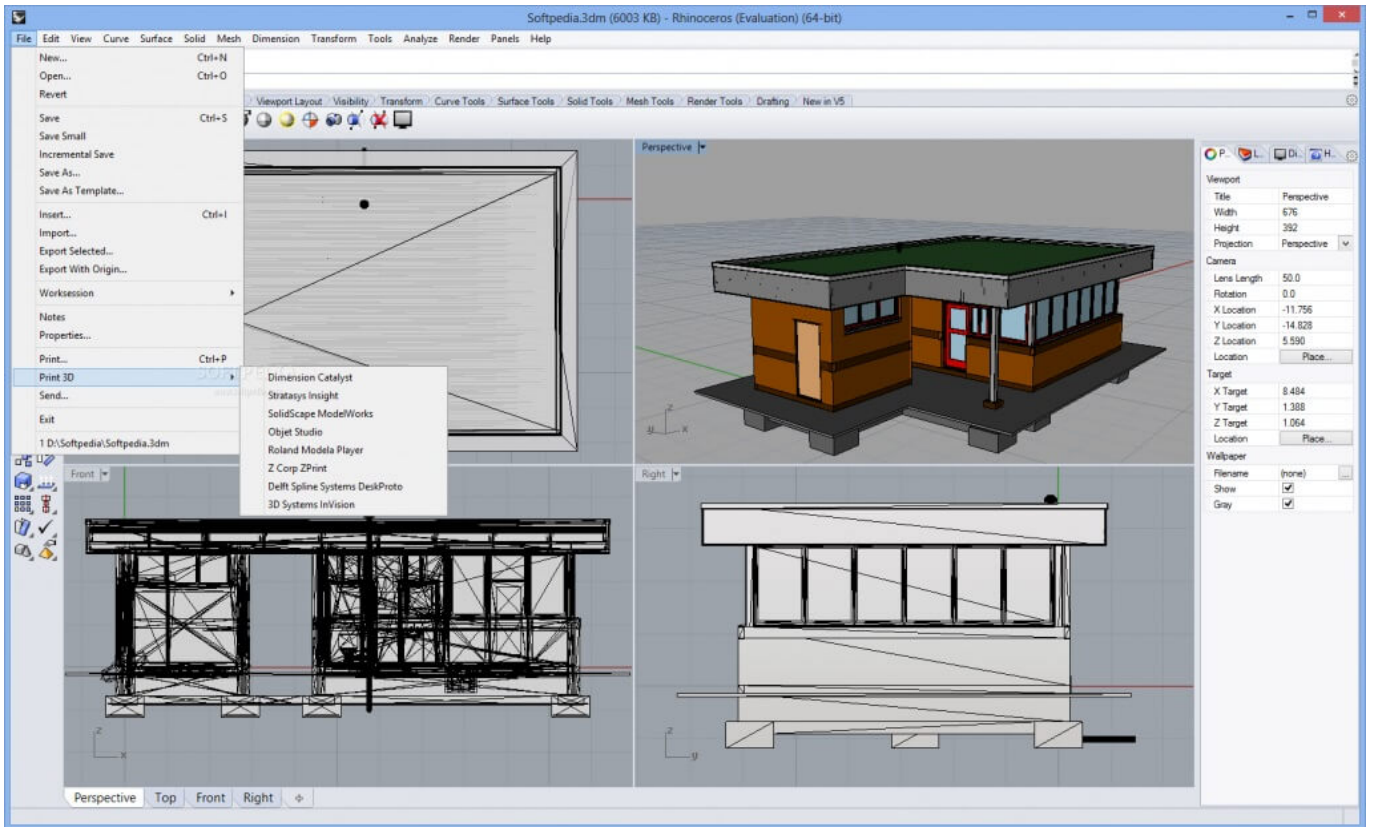 Softpedia.3dm (6003 KB) - Rhinoceros (Evaluation) (64-bit)
File Edit View Curve Surface Solid Mesh Dimension Transform Tools Analyze Render Panels Help
New... Ctrl+N
Open... Ctrl+O
Revert
Save Ctrl+S
Save Small
Incremental Save
Save As...
Save As Template...
Insert... Ctrl+I
Import...
Export Selected...
Export With Origin...
Worksession
Notes
Properties...
Print... Ctrl+P
Print 3D
Send...
Exit
1 D:\Softpedia\Softpedia.3dm
Dimension Catalyst
Stratasys Insight
SolidScape ModelWorks
Objet Studio
Roland Modela Player
Z Corp ZPrint
Delft Spline Systems DeskProto
3D Systems InVision
Viewport Layout Visibility Transform Curve Tools Surface Tools Solid Tools Mesh Tools Render Tools Drafting New in V5
Perspective
z
y x
Front
z
x
Right
z
y
P.. L.. Di.. H..
Viewport
Title Perspective
Width 676
Height 392
Projection Perspective
Camera
Lens Length 50.0
Rotation 0.0
X Location -11.756
Y Location -14.828
Z Location 5.590
Location Place...
Target
X Target 8.484
Y Target 1.388
Z Target 1.064
Location Place...
Wallpaper
Filename (none) ...
Show
Gray
Perspective Top Front Right